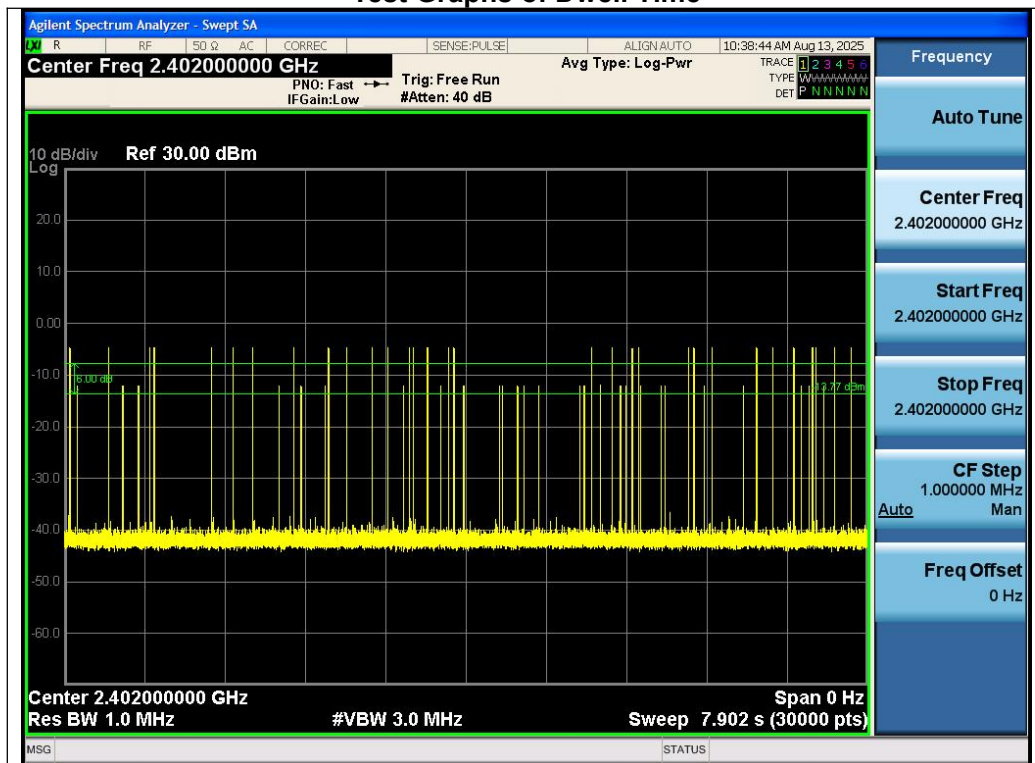 Test Graphs of Dwell Time
Agilent Spectrum Analyzer - Swept SA
LXI R RF 50 Ω AC CORREC SENSE:PULSE ALIGN AUTO 10:38:44 AM Aug 13, 2025
Center Freq 2.402000000 GHz
PNO: Fast
IFGain:Low
Trig: Free Run
#Atten: 40 dB
Avg Type: Log-Pwr
TRACE 1 2 3 4 5 6
TYPE WWWWWW
DET P N N N N N
Frequency
Auto Tune
Center Freq
2.402000000 GHz
Start Freq
2.402000000 GHz
Stop Freq
2.402000000 GHz
CF Step
1.000000 MHz
Auto Man
Freq Offset
0 Hz
10 dB/div Ref 30.00 dBm
Log
20.0
10.0
0.00
-10.0
6.00 dB
-13.77 dBm
-20.0
-30.0
-40.0
-50.0
-60.0
Center 2.402000000 GHz Span 0 Hz
Res BW 1.0 MHz #VBW 3.0 MHz Sweep 7.902 s (30000 pts)
MSG STATUS